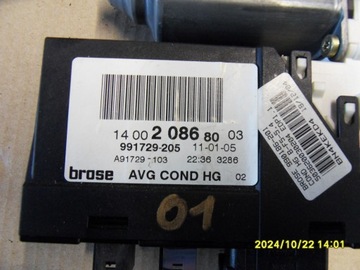 14 00 2 086 80 03
991729-205 11-01-05
A91729-103 22:36 3286
brose AVG COND HG 02
01
BH4KEKD4
2024/10/22 14:01